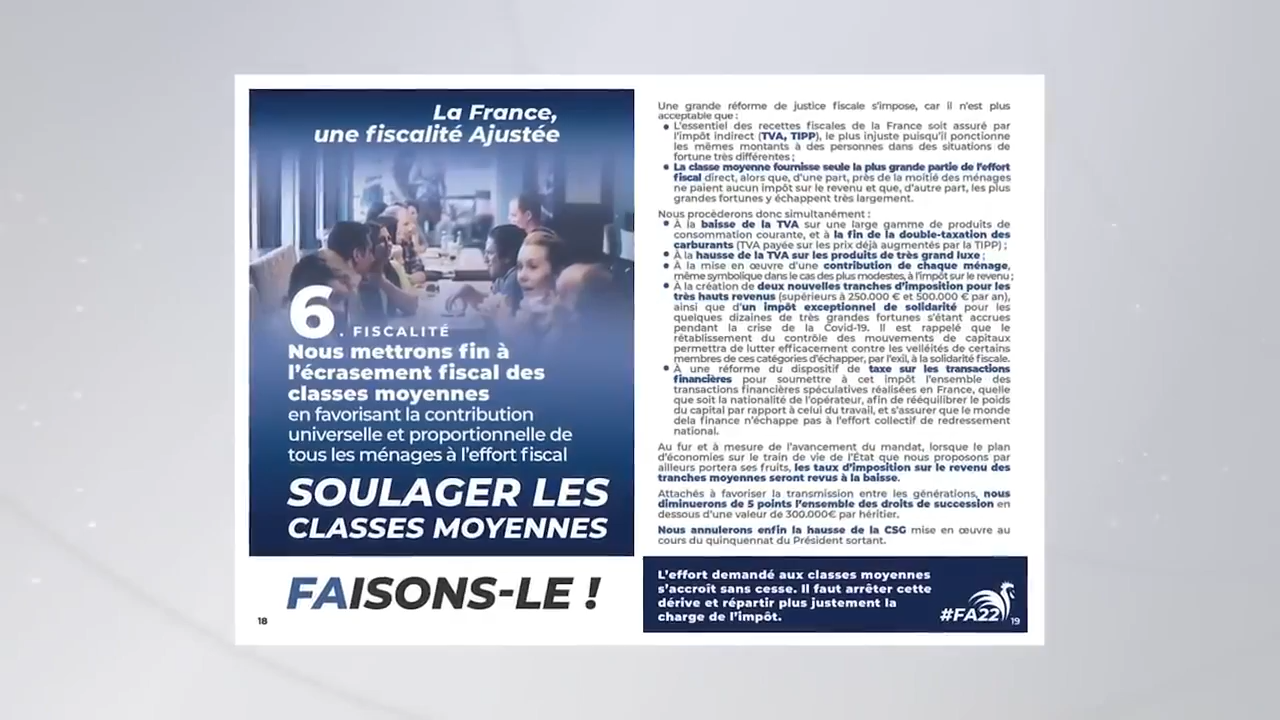 La France,
une fiscalité Ajustée
6. FISCALITÉ
Nous mettrons fin à
l'écrasement fiscal des
classes moyennes
en favorisant la contribution
universelle et proportionnelle de
tous les ménages à l'effort fiscal
SOULAGER LES
CLASSES MOYENNES
FAISONS-LE !
18
Une grande réforme de justice fiscale s'impose, car il n'est plus
acceptable que :
• L'essentiel des recettes fiscales de la France soit assuré par
l'impôt indirect (TVA, TIPP), le plus injuste puisqu'il ponctionne
les mêmes montants à des personnes dans des situations de
fortune très différentes ;
• La classe moyenne fournisse seule la plus grande partie de l'effort
fiscal direct, alors que, d'une part, près de la moitié des ménages
ne paient aucun impôt sur le revenu et que, d'autre part, les plus
grandes fortunes y échappent très largement.
Nous procèderons donc simultanément :
• À la baisse de la TVA sur une large gamme de produits de
consommation courante, et à la fin de la double-taxation des
carburants (TVA payée sur les prix déjà augmentés par la TIPP) ;
• À la hausse de la TVA sur les produits de très grand luxe ;
• À la mise en œuvre d'une contribution de chaque ménage,
même symbolique dans le cas des plus modestes, à l'impôt sur le revenu ;
• À la création de deux nouvelles tranches d'imposition pour les
très hauts revenus (supérieurs à 250.000 € et 500.000 € par an),
ainsi que d'un impôt exceptionnel de solidarité pour les
quelques dizaines de très grandes fortunes s'étant accrues
pendant la crise de la Covid-19. Il est rappelé que le
rétablissement du contrôle des mouvements de capitaux
permettra de lutter efficacement contre les velléités de certains
membres de ces catégories d'échapper, par l'exil, à la solidarité fiscale.
• À une réforme du dispositif de taxe sur les transactions
financières pour soumettre à cet impôt l'ensemble des
transactions financières spéculatives réalisées en France, quelle
que soit la nationalité de l'opérateur, afin de rééquilibrer le poids
du capital par rapport à celui du travail, et s'assurer que le monde
dela finance n'échappe pas à l'effort collectif de redressement
national.
Au fur et à mesure de l'avancement du mandat, lorsque le plan
d'économies sur le train de vie de l'État que nous proposons par
ailleurs portera ses fruits, les taux d'imposition sur le revenu des
tranches moyennes seront revus à la baisse.
Attachés à favoriser la transmission entre les générations, nous
diminuerons de 5 points l'ensemble des droits de succession en
dessous d'une valeur de 300.000€ par héritier.
Nous annulerons enfin la hausse de la CSG mise en œuvre au
cours du quinquennat du Président sortant.
L'effort demandé aux classes moyennes
s'accroît sans cesse. Il faut arrêter cette
dérive et répartir plus justement la
charge de l'impôt.
#FA22
19